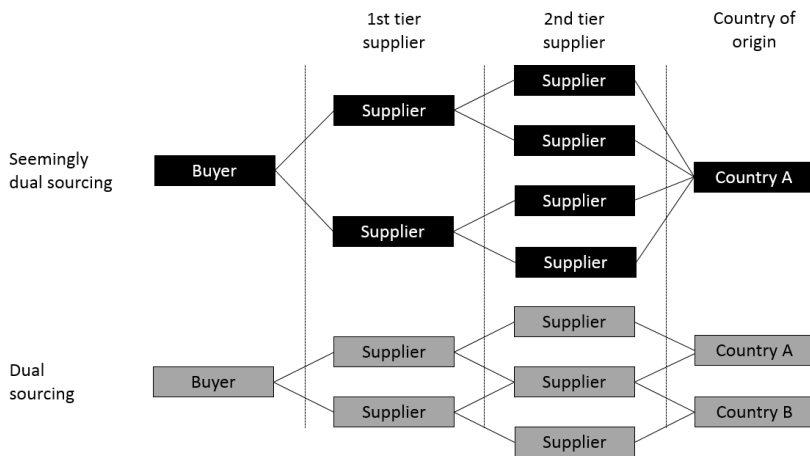 1st tier
supplier
2nd tier
supplier
Country of
origin
Seemingly
dual sourcing
Buyer
Supplier
Supplier
Supplier
Supplier
Supplier
Supplier
Country A
Dual
sourcing
Buyer
Supplier
Supplier
Supplier
Supplier
Supplier
Country A
Country B